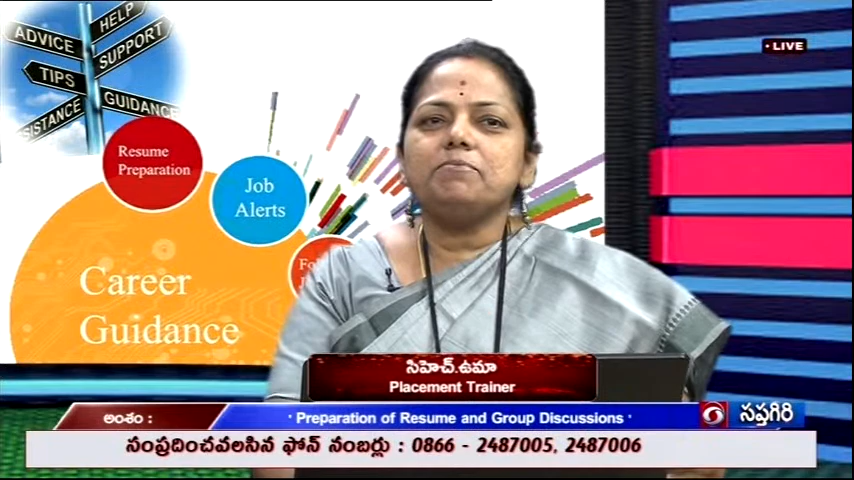 HELP
ADVICE
SUPPORT
TIPS
GUIDANCE
SISTANCE
LIVE
Resume
Preparation
Job
Alerts
Career
Guidance
సిహెచ్.ఉమా
Placement Trainer
అంశం :
· Preparation of Resume and Group Discussions ·
సప్తగిరి
నంప్రదించవలసిన ఫోన్ నంబర్లు : 0866 - 2487005, 2487006